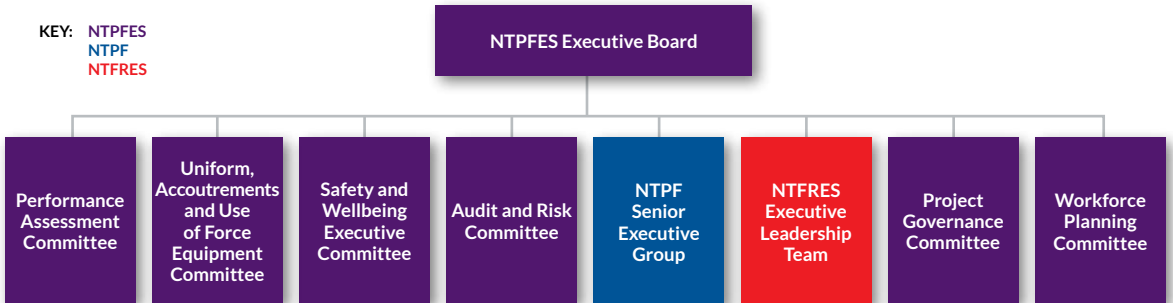 KEY: NTPFES
NTPF
NTFRES
NTPFES Executive Board
Performance
Assessment
Committee
Uniform,
Accoutrements
and Use
of Force
Equipment
Committee
Safety and
Wellbeing
Executive
Committee
Audit and Risk
Committee
NTPF
Senior
Executive
Group
NTFRES
Executive
Leadership
Team
Project
Governance
Committee
Workforce
Planning
Committee